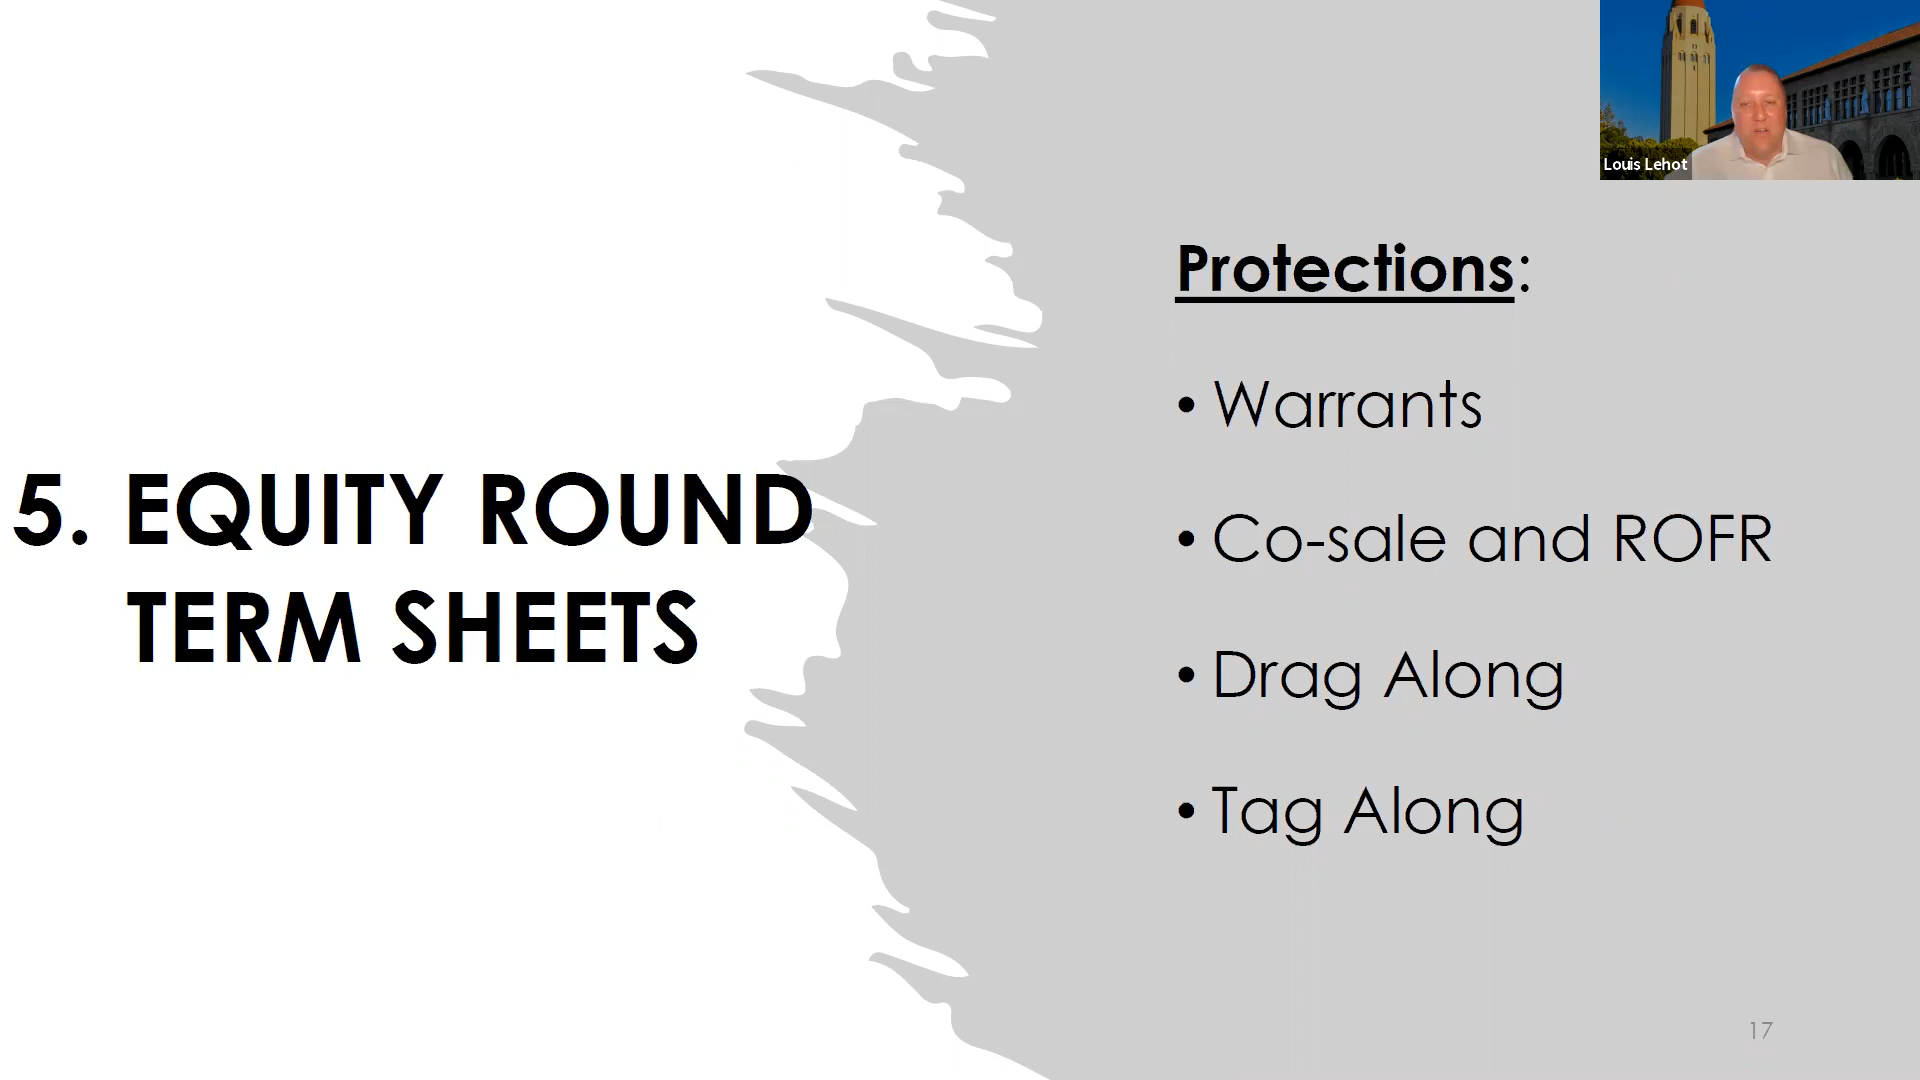 Louis Lehot
Protections:
• Warrants
• Co-sale and ROFR
• Drag Along
• Tag Along
5. EQUITY ROUND
TERM SHEETS
17